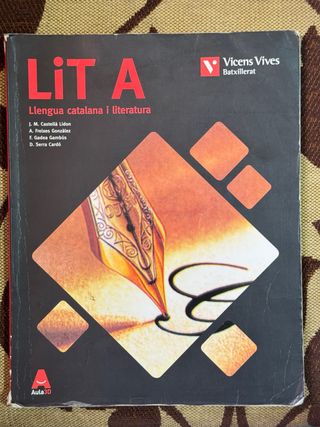 LiT A
Llengua catalana i literatura
J. M. Castellà Lidon
A. Freixes González
F. Gadea Gambús
D. Serra Cardó
Vicens Vives
Batxillerat
Aula3D